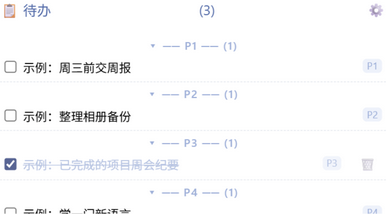 待办 (3)
▼ —— P1 —— (1)
示例：周三前交周报 P1
▼ —— P2 —— (1)
示例：整理相册备份 P2
▼ —— P3 —— (1)
示例：已完成的项目周会纪要 P3
▼ —— P4 —— (1)
示例：学一门新语言 P4